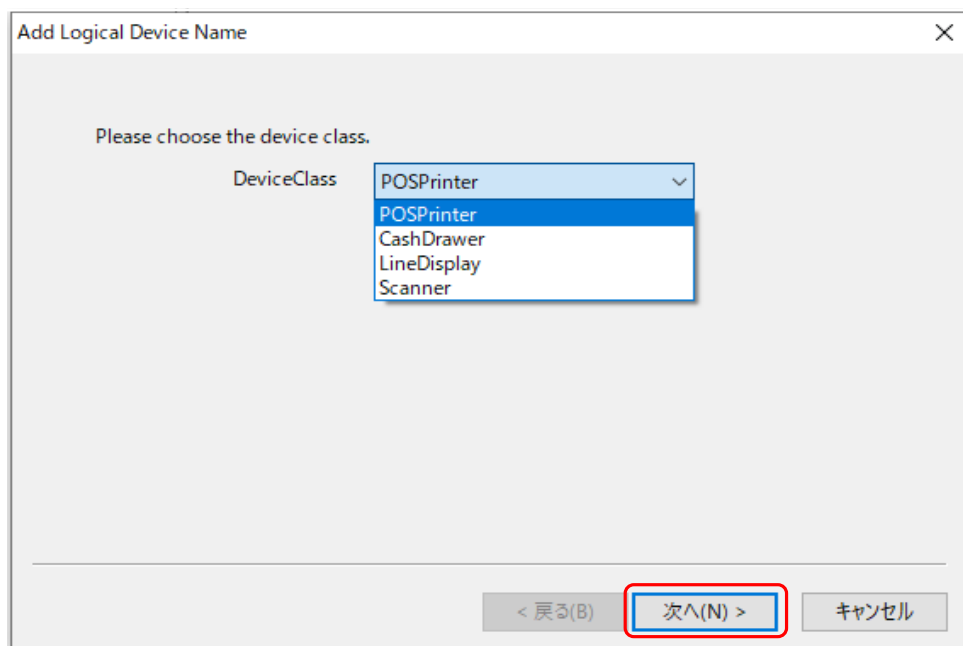 Add Logical Device Name
Please choose the device class.
DeviceClass POSPrinter
POSPrinter
CashDrawer
LineDisplay
Scanner
< 戻る(B) 次へ(N) > キャンセル